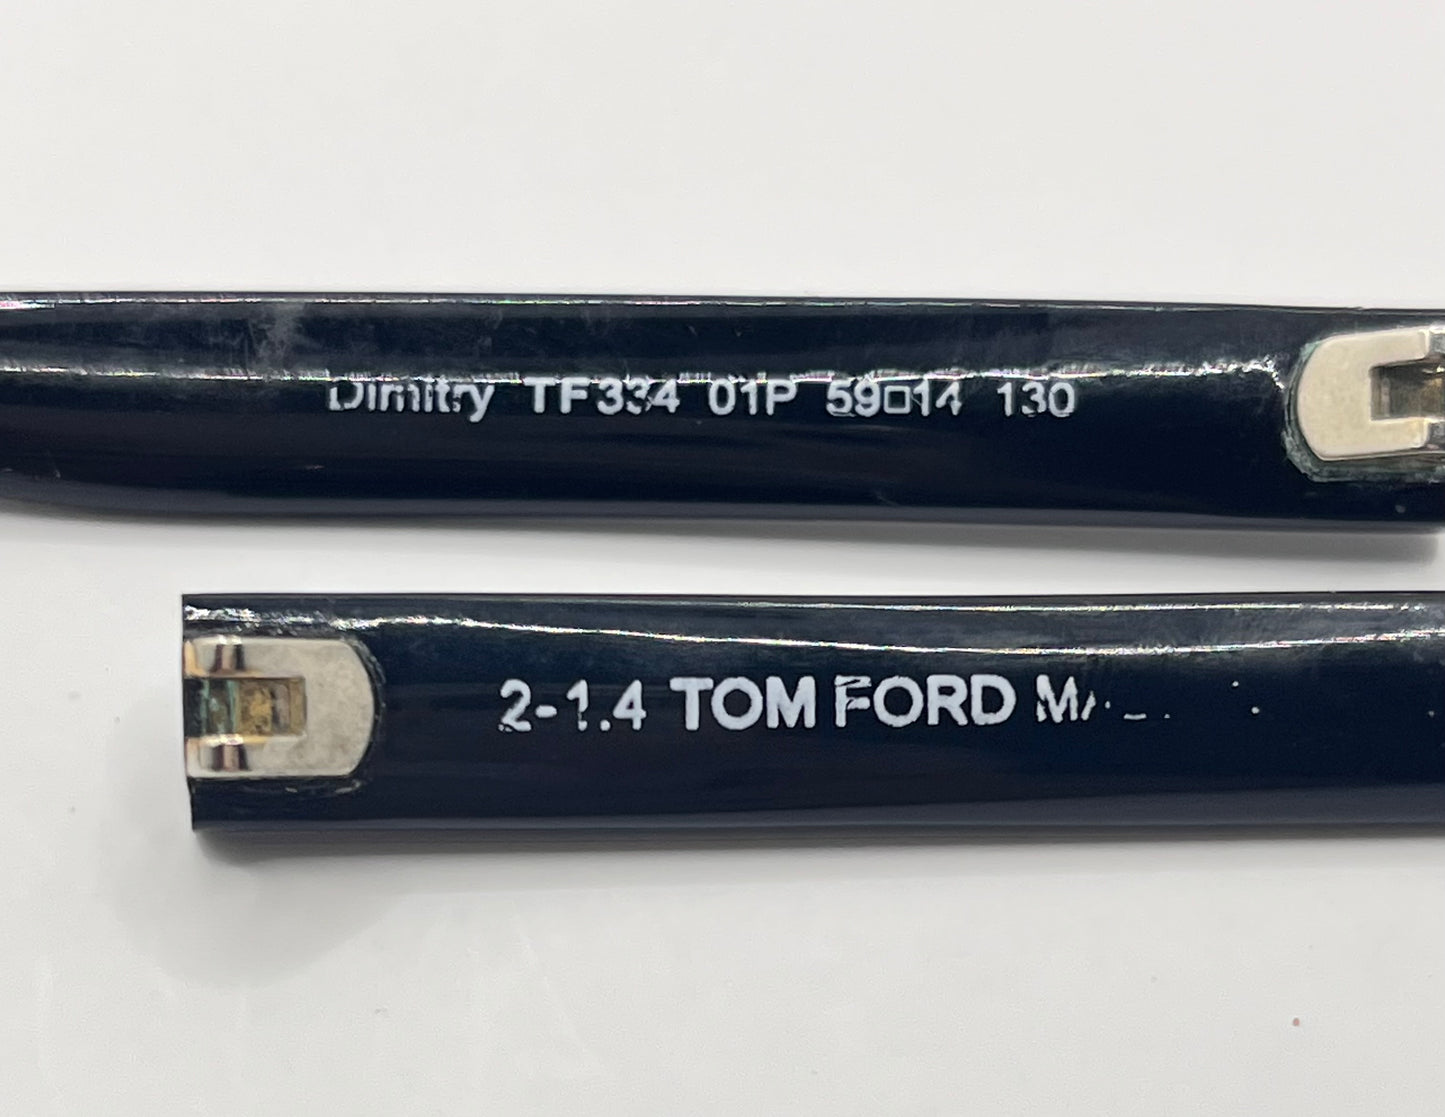 Dimitry TF334 01P 59□14 130
2-1.4 TOM FORD